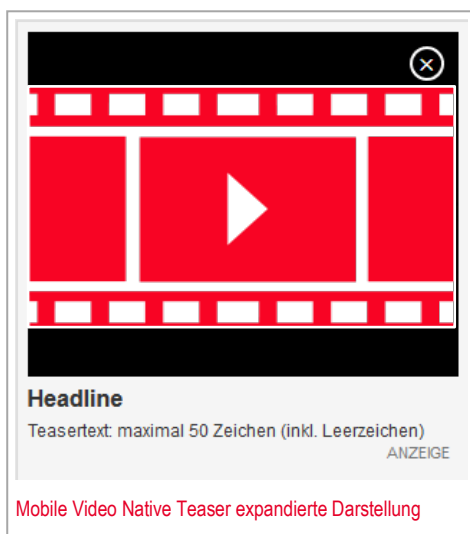 Headline
Teasertext: maximal 50 Zeichen (inkl. Leerzeichen)
ANZEIGE
Mobile Video Native Teaser expandierte Darstellung